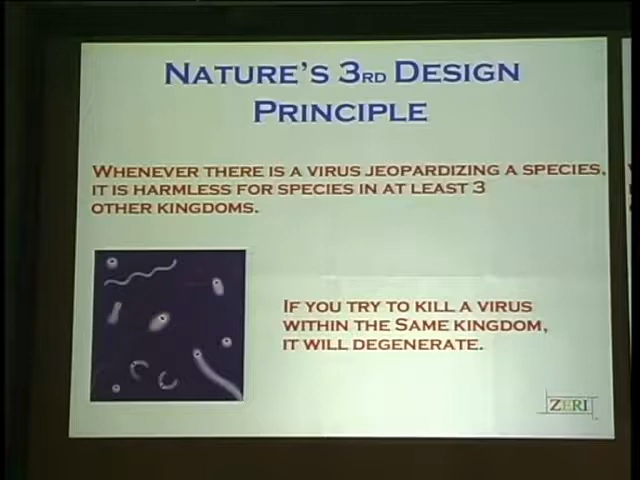 NATURE'S 3RD DESIGN
PRINCIPLE
WHENEVER THERE IS A VIRUS JEOPARDIZING A SPECIES,
IT IS HARMLESS FOR SPECIES IN AT LEAST 3
OTHER KINGDOMS.
IF YOU TRY TO KILL A VIRUS
WITHIN THE SAME KINGDOM,
IT WILL DEGENERATE.
ZERI